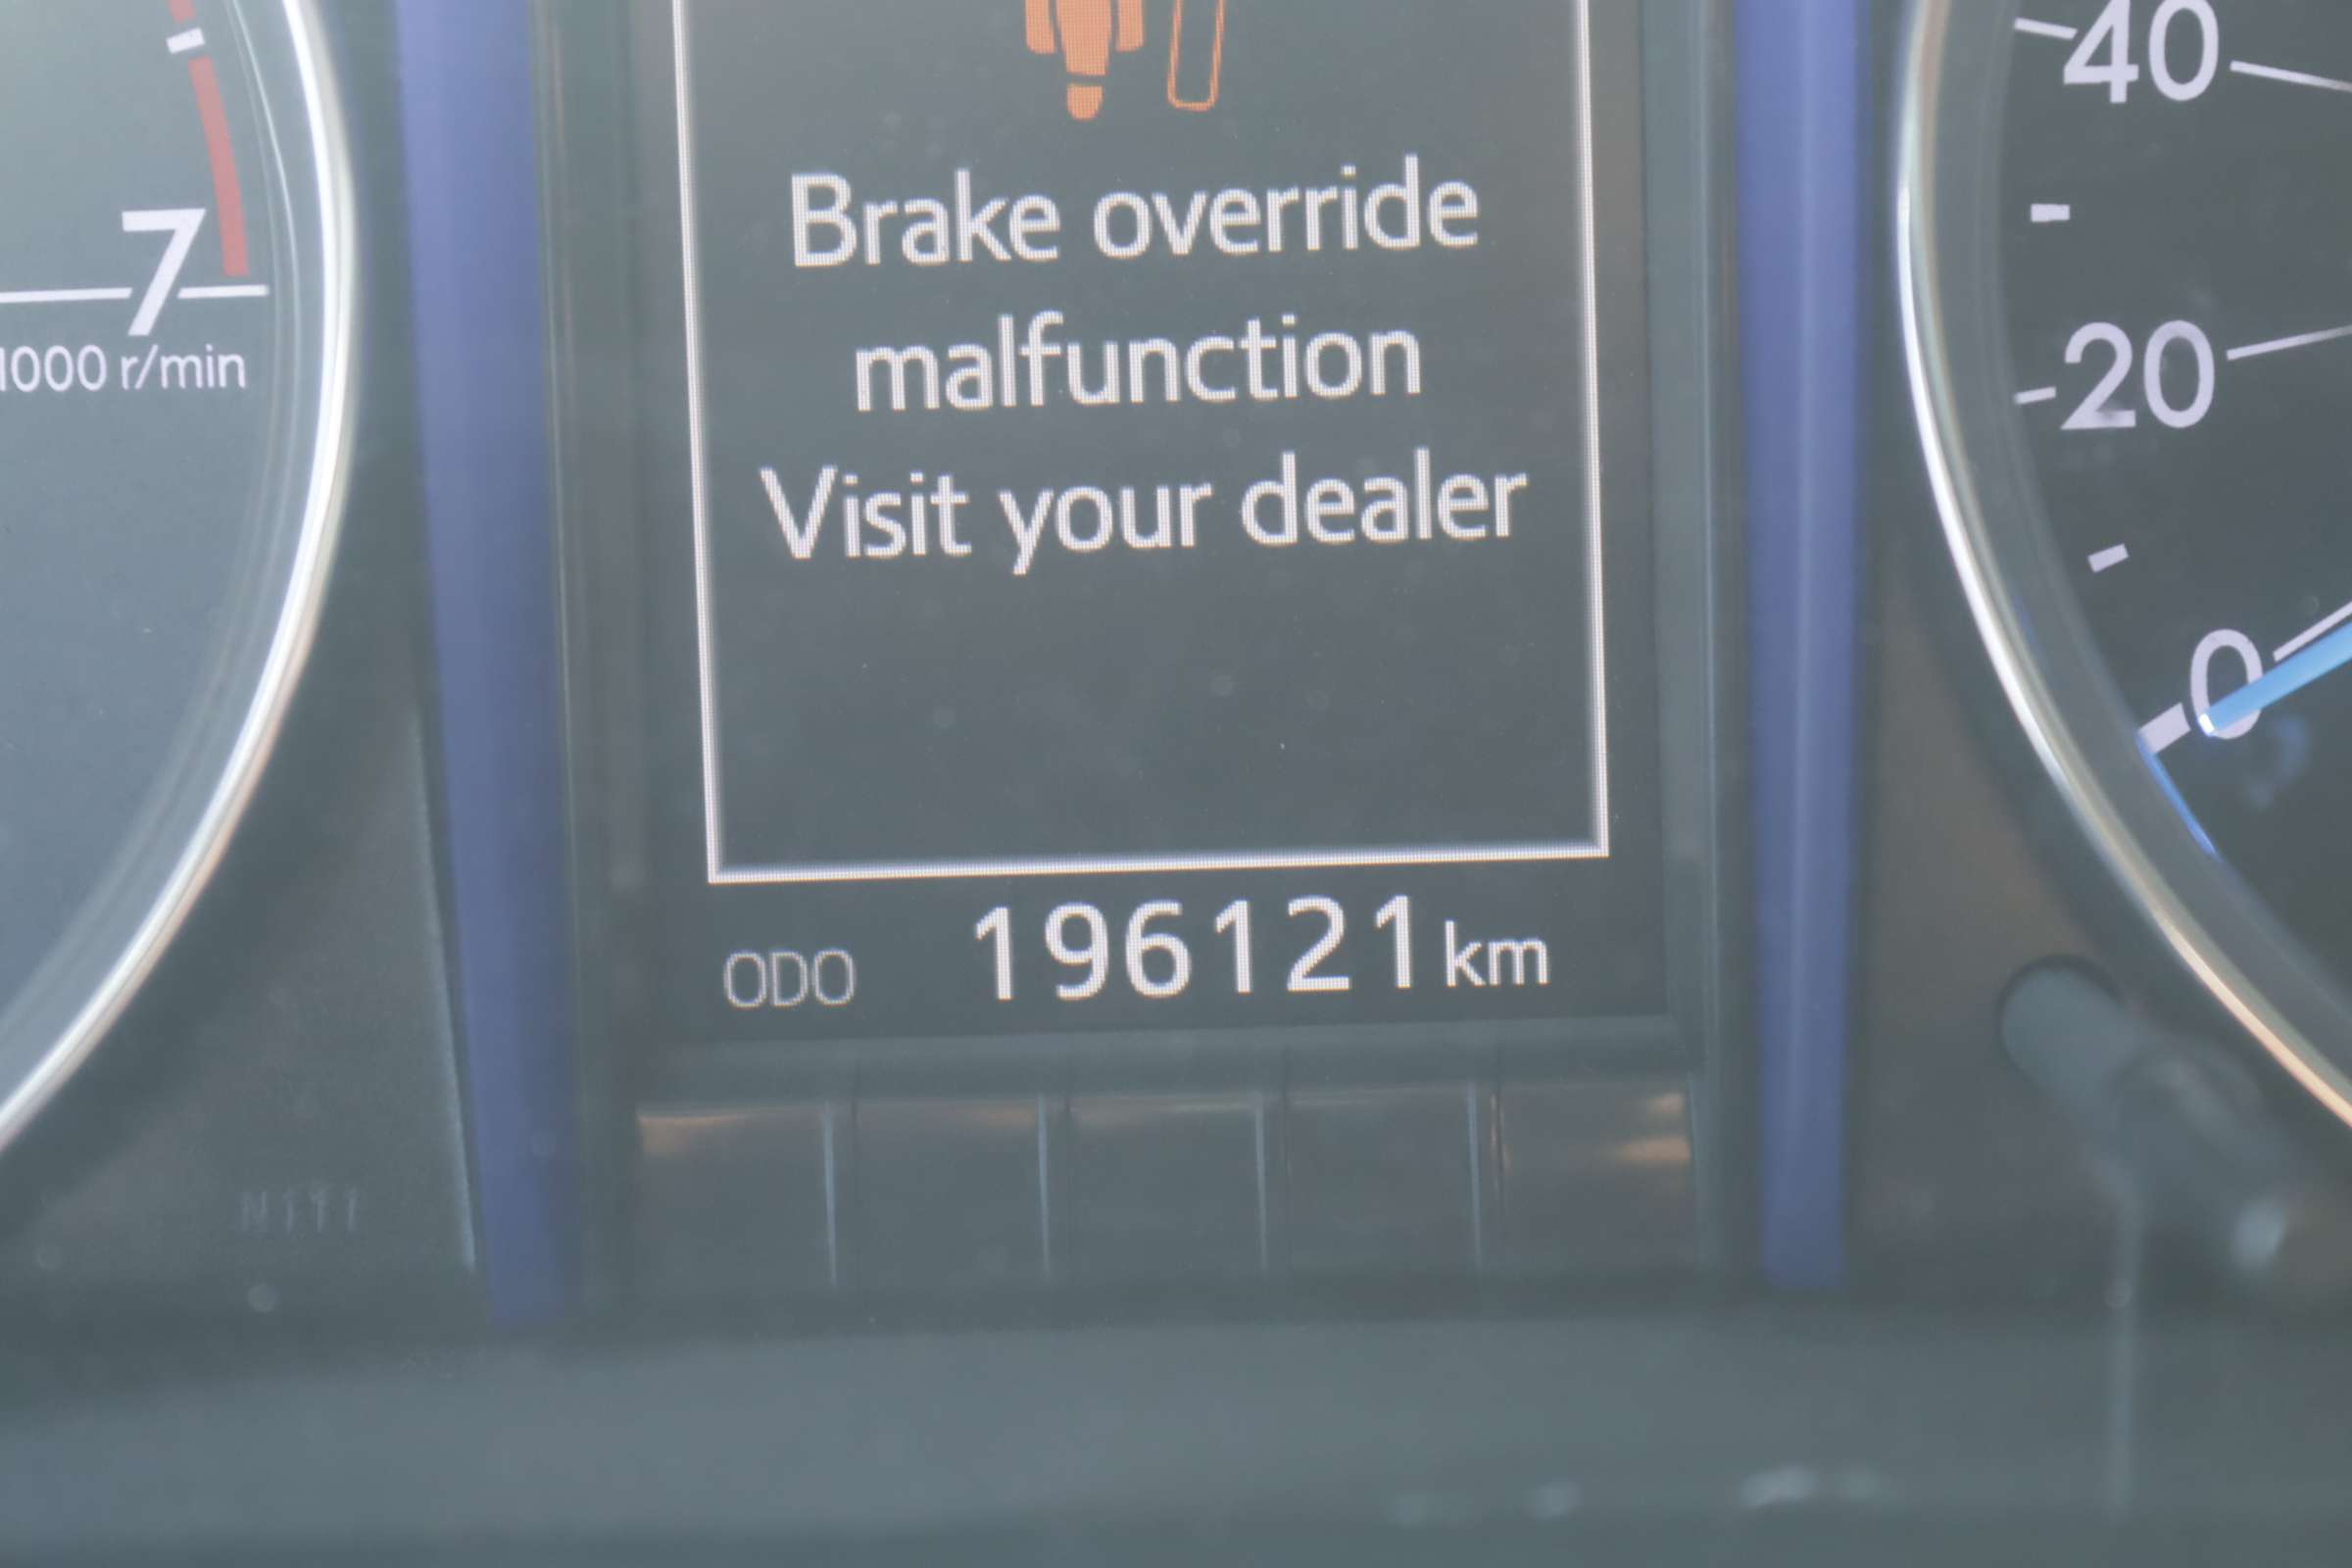 7
1000 r/min
Brake override
malfunction
Visit your dealer
ODO 196121 km
40
20
0